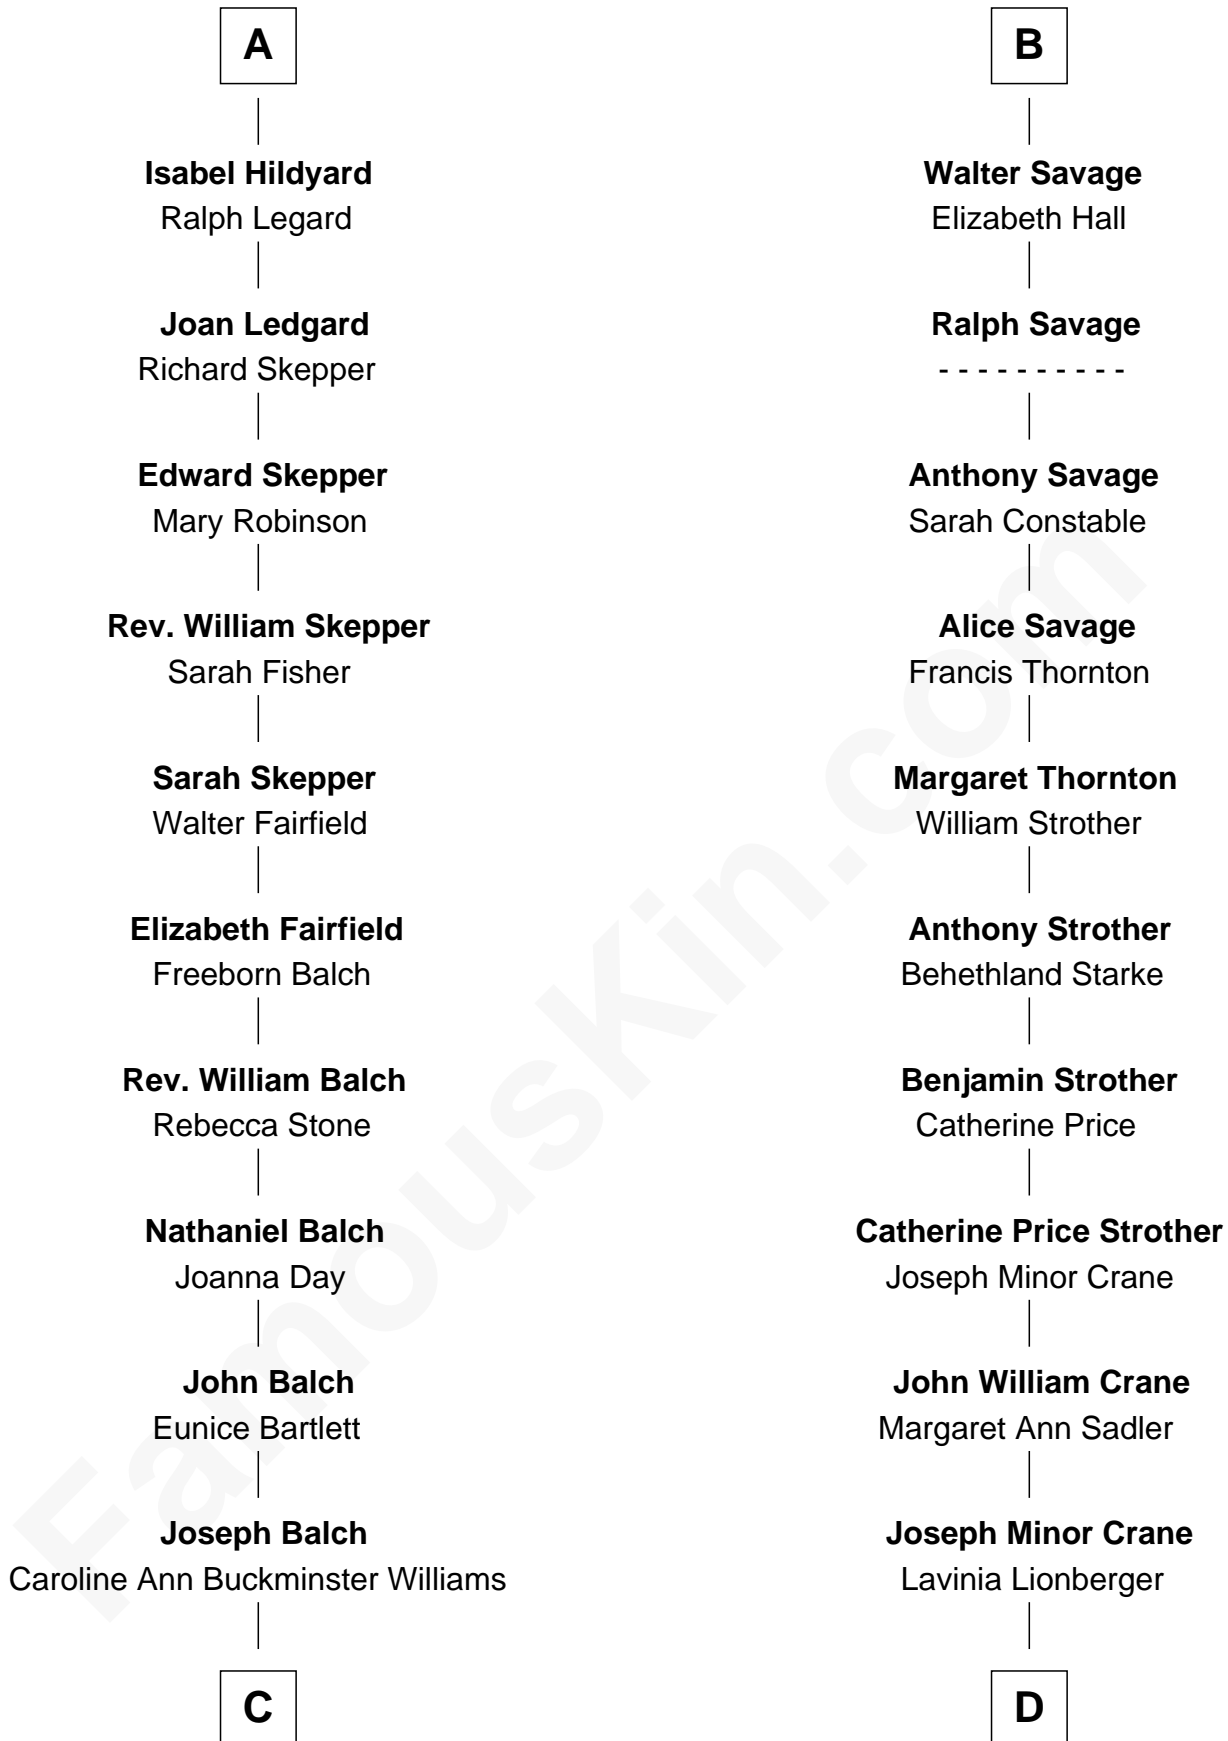 A
Isabel Hildyard
Ralph Legard
Joan Ledgard
Richard Skepper
Edward Skepper
Mary Robinson
Rev. William Skepper
Sarah Fisher
Sarah Skepper
Walter Fairfield
Elizabeth Fairfield
Freeborn Balch
Rev. William Balch
Rebecca Stone
Nathaniel Balch
Joanna Day
John Balch
Eunice Bartlett
Joseph Balch
Caroline Ann Buckminster Williams
C
B
Walter Savage
Elizabeth Hall
Ralph Savage
- - - - - - - - - -
Anthony Savage
Sarah Constable
Alice Savage
Francis Thornton
Margaret Thornton
William Strother
Anthony Strother
Behethland Starke
Benjamin Strother
Catherine Price
Catherine Price Strother
Joseph Minor Crane
John William Crane
Margaret Ann Sadler
Joseph Minor Crane
Lavinia Lionberger
D
FamousKin.com